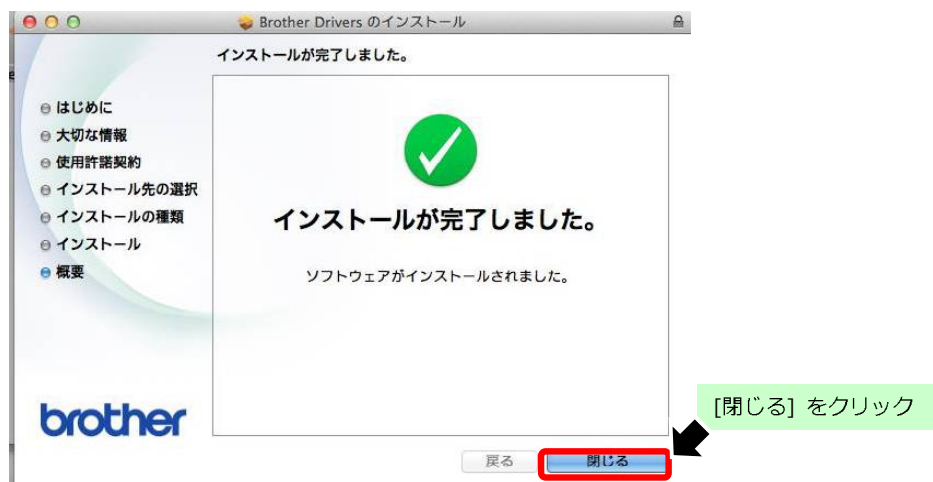 Brother Drivers のインストール
インストールが完了しました。
はじめに
大切な情報
使用許諾契約
インストール先の選択
インストールの種類
インストール
概要
インストールが完了しました。
ソフトウェアがインストールされました。
brother
[閉じる] をクリック
戻る
閉じる